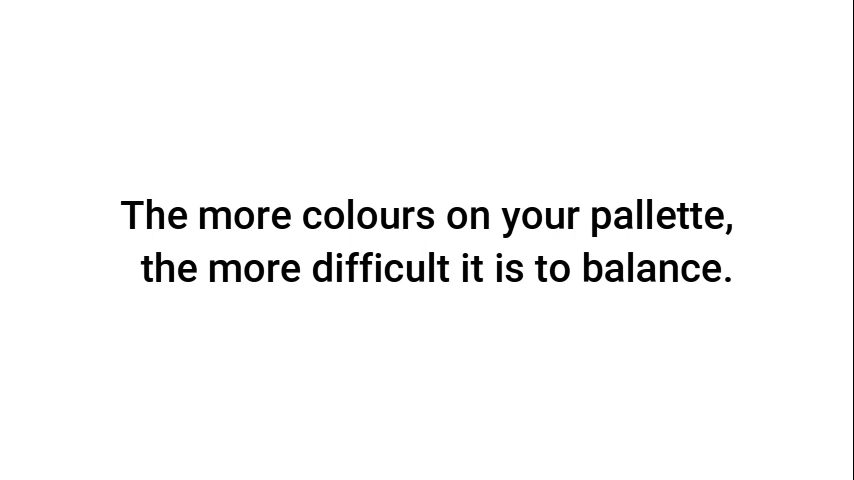 The more colours on your pallette,
the more difficult it is to balance.